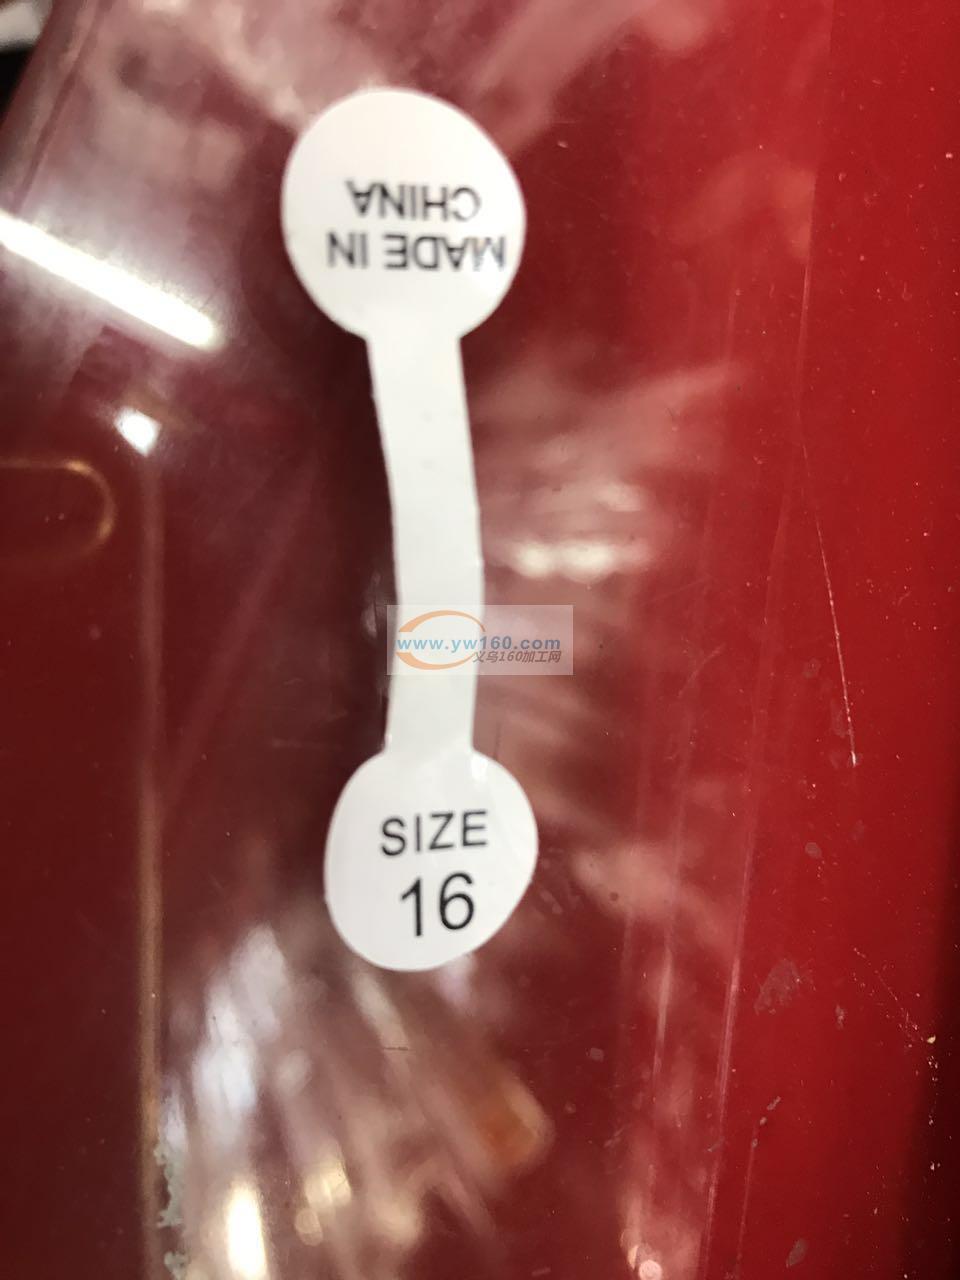 MADE IN
CHINA
www.yw160.com
义乌160加工网
SIZE
16